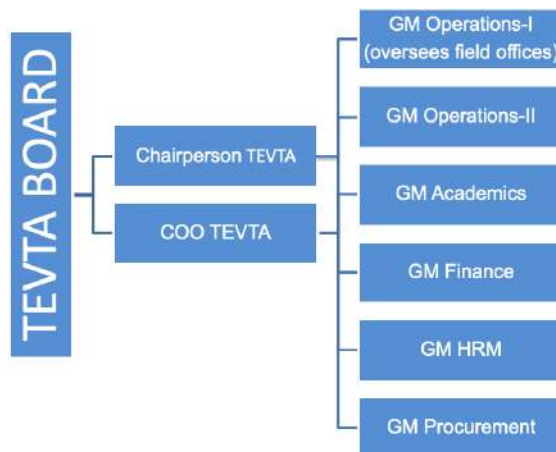 TEVTA BOARD
Chairperson TEVTA
COO TEVTA
GM Operations-I
(oversees field offices)
GM Operations-II
GM Academics
GM Finance
GM HRM
GM Procurement